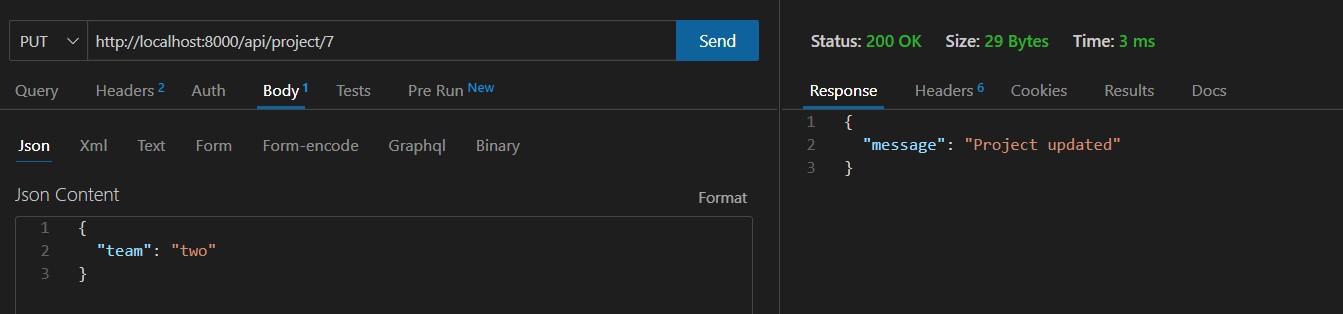 PUT http://localhost:8000/api/project/7 Send
Query Headers 2 Auth Body 1 Tests Pre Run New
Json Xml Text Form Form-encode Graphql Binary
Json Content Format
1 {
2 "team": "two"
3 }
Status: 200 OK Size: 29 Bytes Time: 3 ms
Response Headers 6 Cookies Results Docs
1 {
2 "message": "Project updated"
3 }